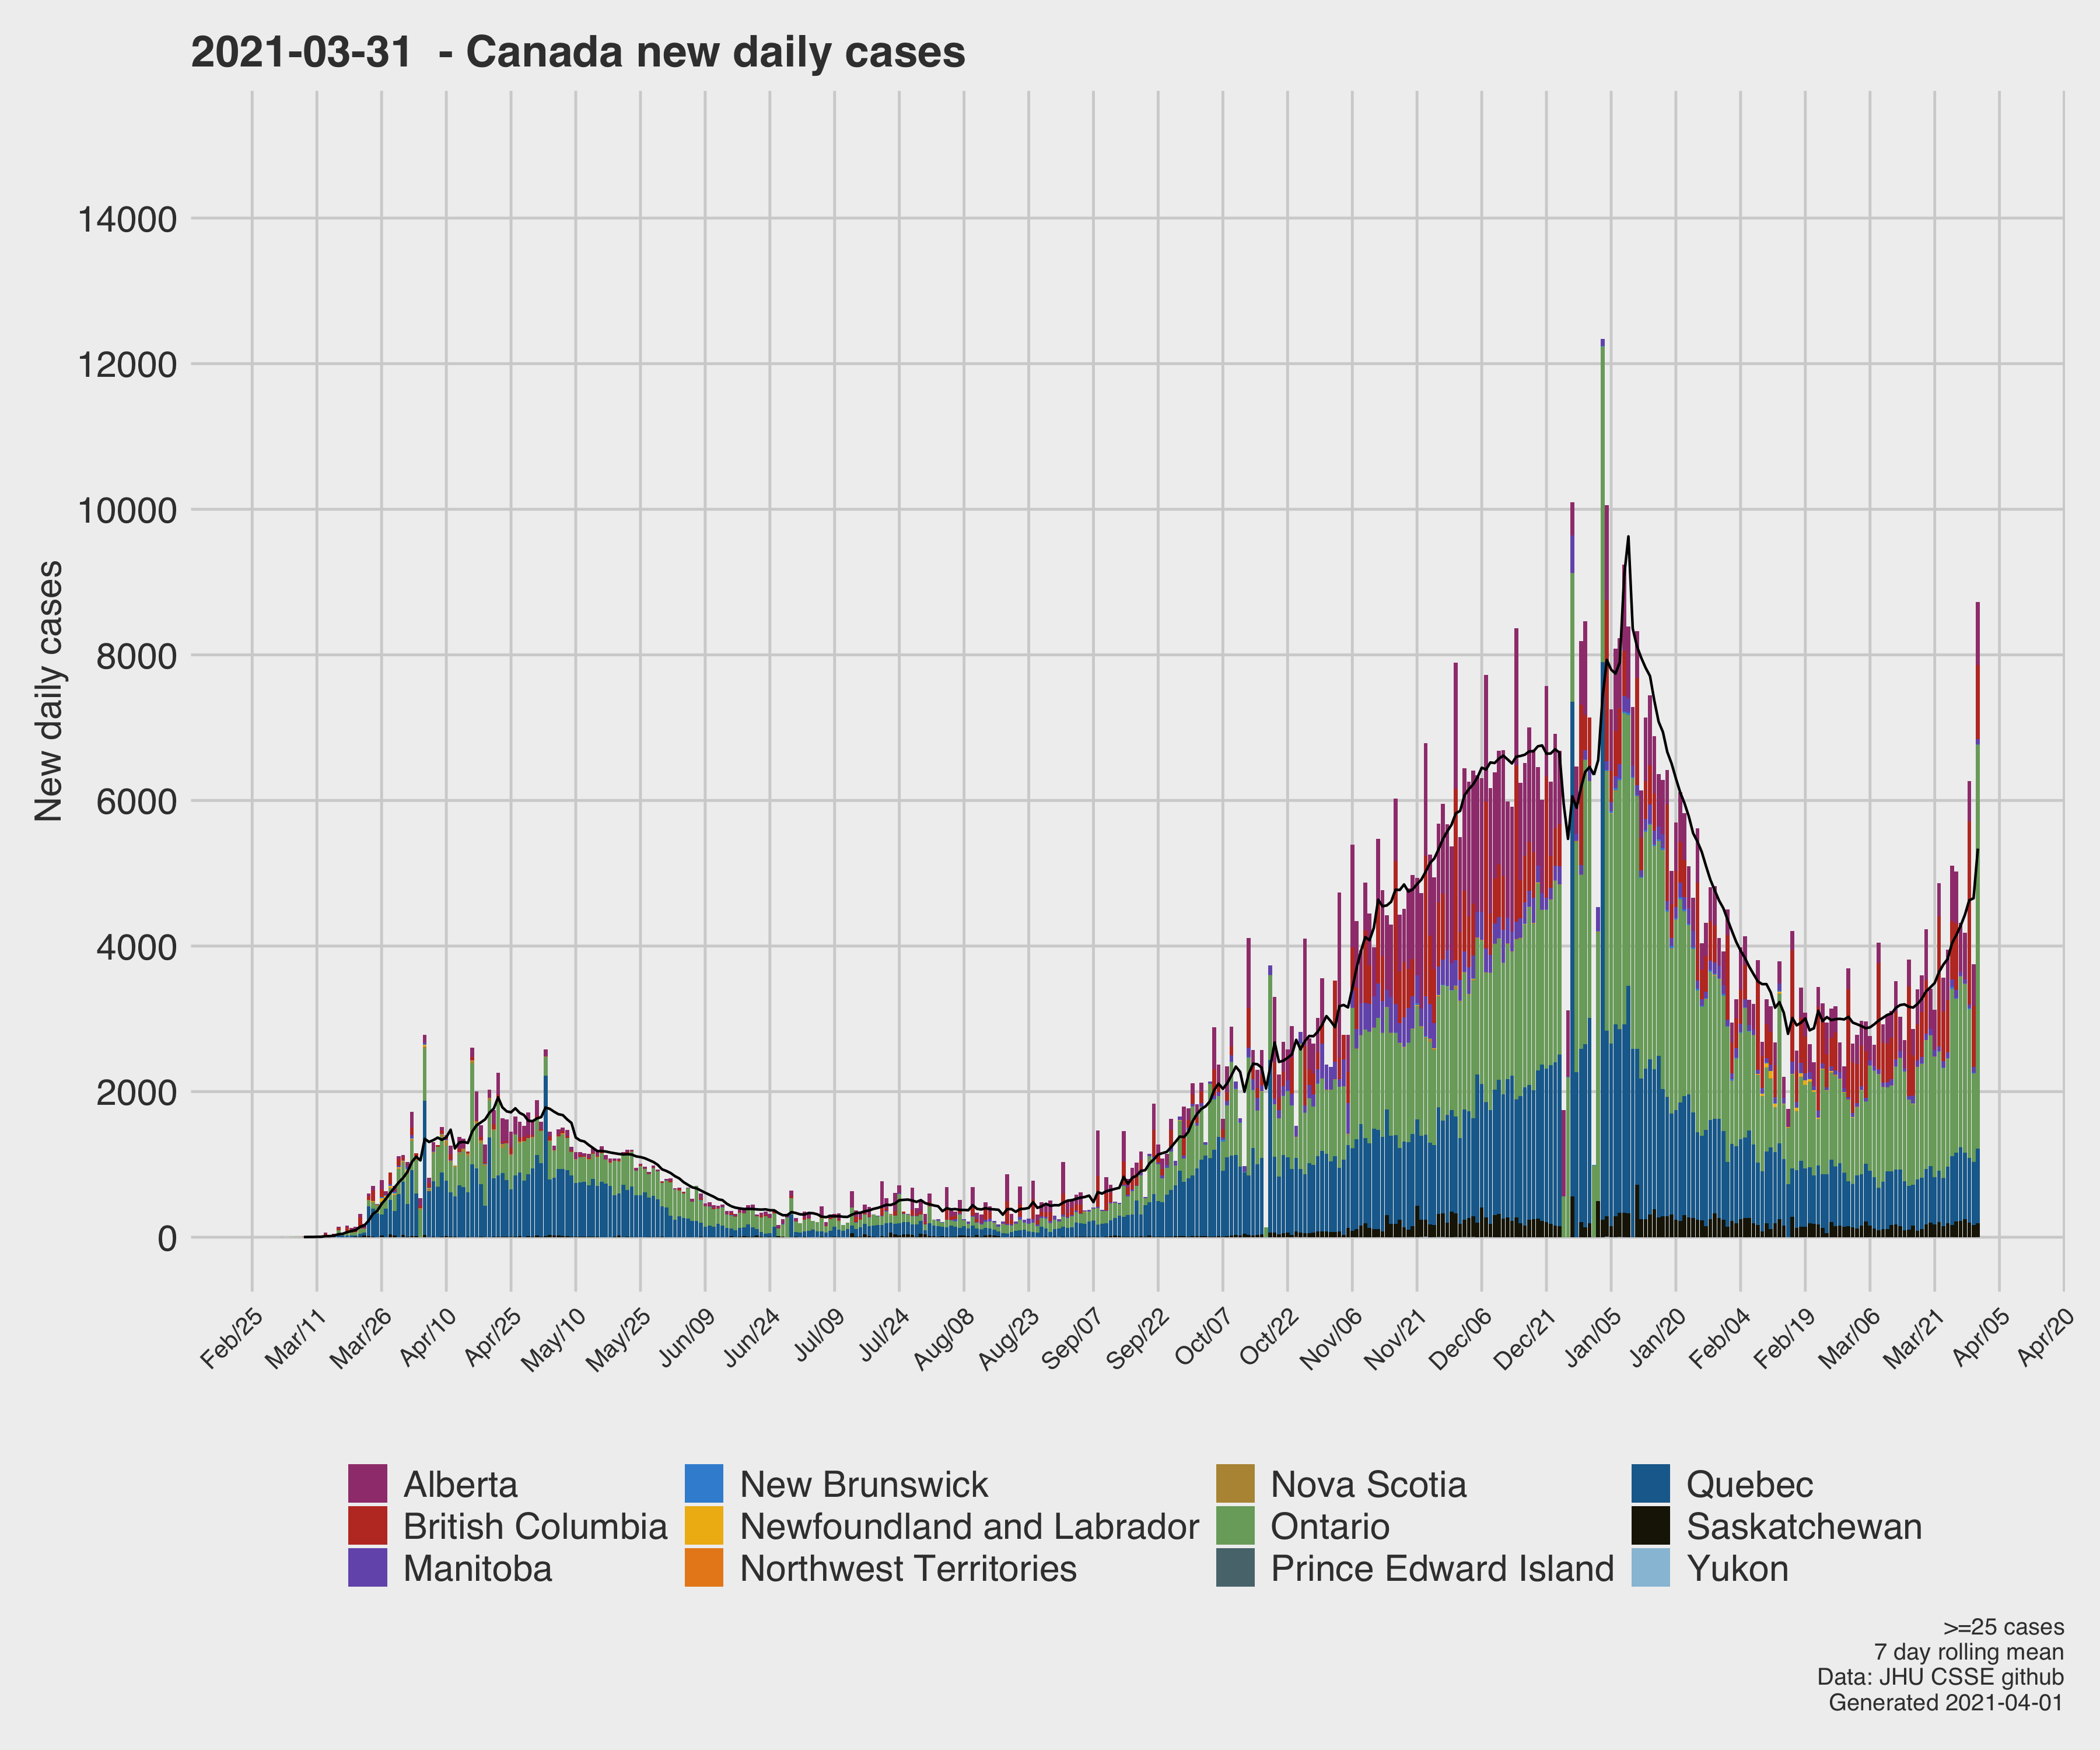 2021-03-31  - Canada new daily cases
New daily cases
14000
12000
10000
8000
6000
4000
2000
0
Feb/25 Mar/11 Mar/26 Apr/10 Apr/25 May/10 May/25 Jun/09 Jun/24 Jul/09 Jul/24 Aug/08 Aug/23 Sep/07 Sep/22 Oct/07 Oct/22 Nov/06 Nov/21 Dec/06 Dec/21 Jan/05 Jan/20 Feb/04 Feb/19 Mar/06 Mar/21 Apr/05 Apr/20
Alberta New Brunswick Nova Scotia Quebec
British Columbia Newfoundland and Labrador Ontario Saskatchewan
Manitoba Northwest Territories Prince Edward Island Yukon
>=25 cases
7 day rolling mean
Data: JHU CSSE github
Generated 2021-04-01